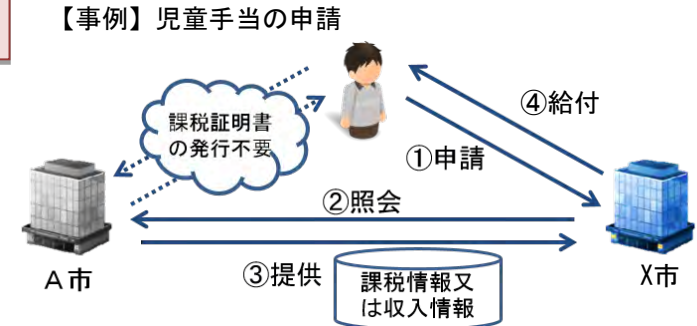 【事例】児童手当の申請
課税証明書
の発行不要
④給付
①申請
②照会
A市
③提供
課税情報又
は収入情報
X市